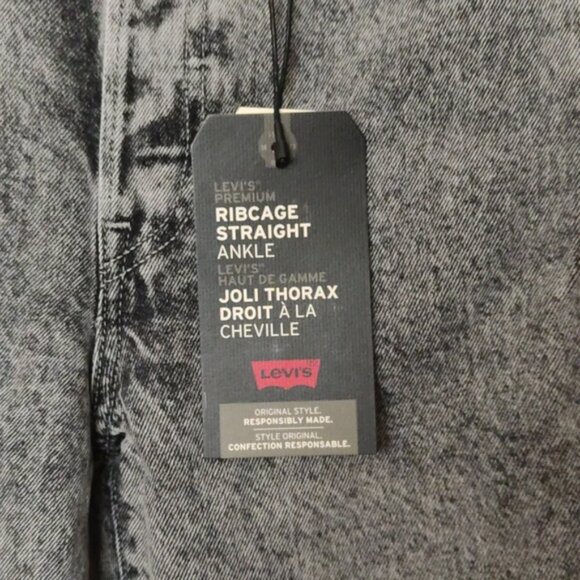 LEVI'S®
PREMIUM
RIBCAGE
STRAIGHT
ANKLE
LEVI'S®
HAUT DE GAMME
JOLI THORAX
DROIT À LA
CHEVILLE
LEVI'S
ORIGINAL STYLE.
RESPONSIBLY MADE.
STYLE ORIGINAL.
CONFECTION RESPONSABLE.